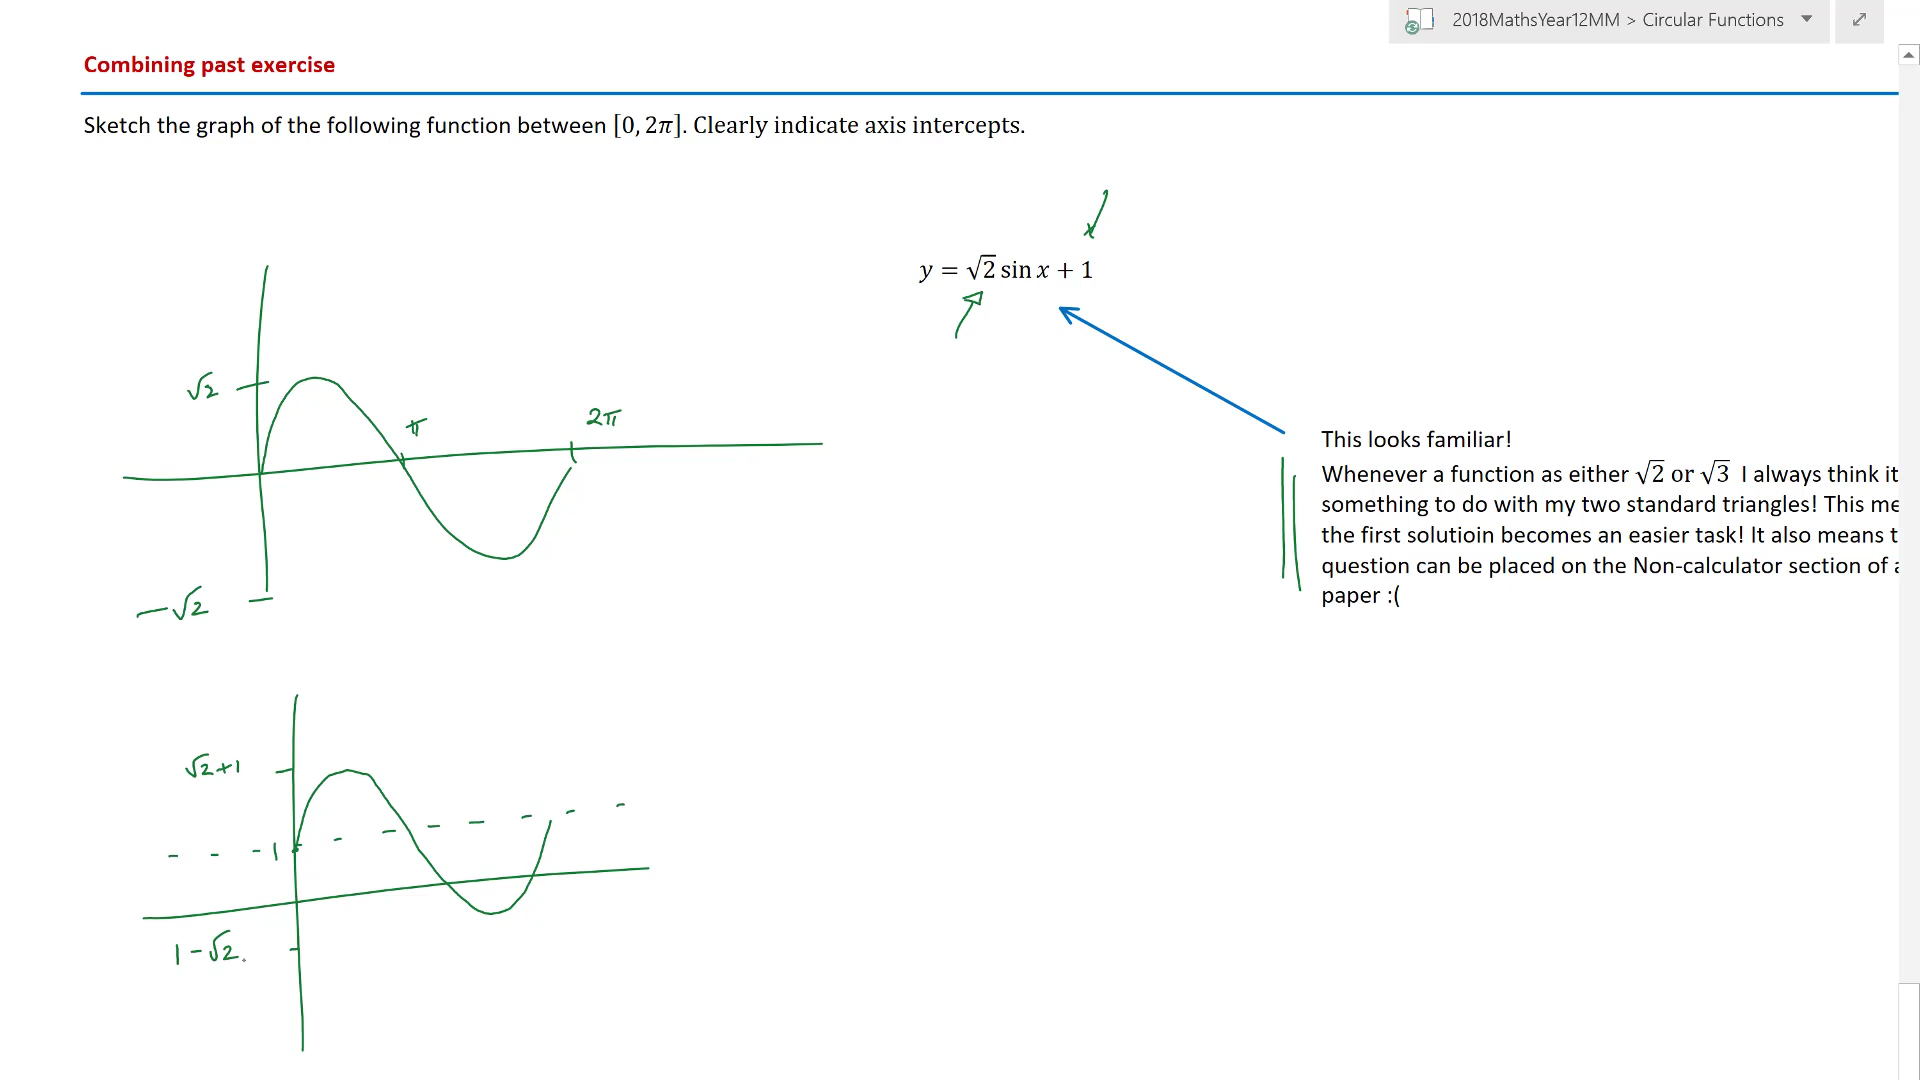 2018MathsYear12MM > Circular Functions
Combining past exercise
Sketch the graph of the following function between [0, 2π]. Clearly indicate axis intercepts.
y = √2 sin x + 1
√2
π
2π
This looks familiar!
Whenever a function as either √2 or √3 I always think it
something to do with my two standard triangles! This me
the first solutioin becomes an easier task! It also means t
question can be placed on the Non-calculator section of a
paper :(
-√2
√2+1
1
1-√2